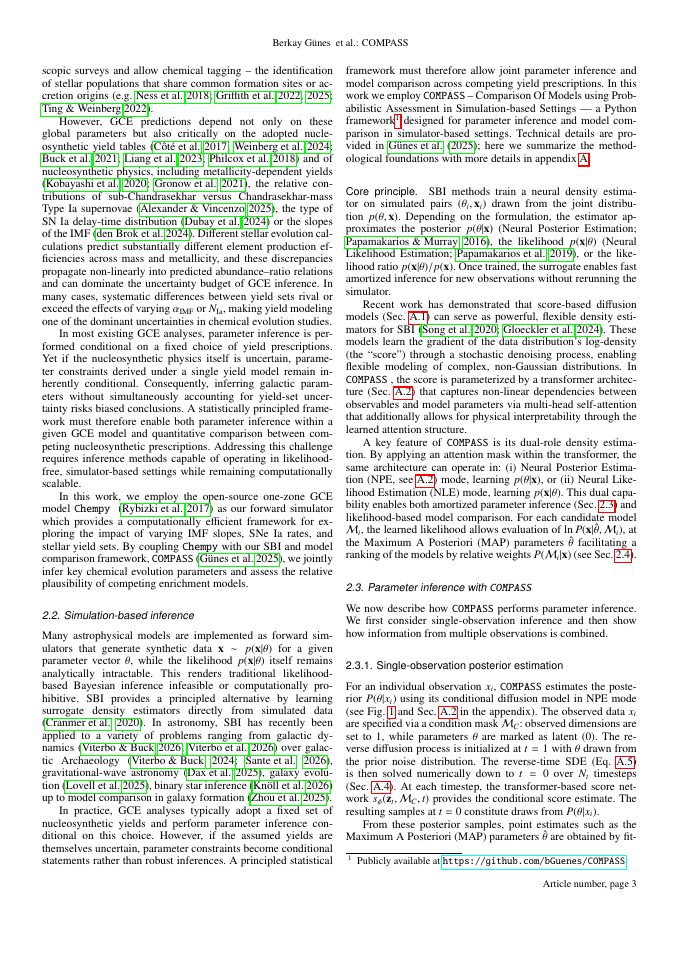 Berkay Günes et al.: COMPASS
scopic surveys and allow chemical tagging – the identification
of stellar populations that share common formation sites or ac-
cretion origins (e.g. Ness et al. 2018; Griffith et al. 2022, 2025;
Ting & Weinberg 2022).
However, GCE predictions depend not only on these
global parameters but also critically on the adopted nucle-
osynthetic yield tables (Côté et al. 2017; Weinberg et al. 2024;
Buck et al. 2021; Liang et al. 2023; Philcox et al. 2018) and of
nucleosynthetic physics, including metallicity-dependent yields
(Kobayashi et al. 2020; Gronow et al. 2021), the relative con-
tributions of sub-Chandrasekhar versus Chandrasekhar-mass
Type Ia supernovae (Alexander & Vincenzo 2025), the type of
SN Ia delay-time distribution (Dubay et al. 2024) or the slopes
of the IMF (den Brok et al. 2024). Different stellar evolution cal-
culations predict substantially different element production ef-
ficiencies across mass and metallicity, and these discrepancies
propagate non-linearly into predicted abundance–ratio relations
and can dominate the uncertainty budget of GCE inference. In
many cases, systematic differences between yield sets rival or
exceed the effects of varying αIMF or NIa, making yield modeling
one of the dominant uncertainties in chemical evolution studies.
In most existing GCE analyses, parameter inference is per-
formed conditional on a fixed choice of yield prescriptions.
Yet if the nucleosynthetic physics itself is uncertain, parame-
ter constraints derived under a single yield model remain in-
herently conditional. Consequently, inferring galactic param-
eters without simultaneously accounting for yield-set uncer-
tainty risks biased conclusions. A statistically principled frame-
work must therefore enable both parameter inference within a
given GCE model and quantitative comparison between com-
peting nucleosynthetic prescriptions. Addressing this challenge
requires inference methods capable of operating in likelihood-
free, simulator-based settings while remaining computationally
scalable.
In this work, we employ the open-source one-zone GCE
model Chempy (Rybizki et al. 2017) as our forward simulator
which provides a computationally efficient framework for ex-
ploring the impact of varying IMF slopes, SNe Ia rates, and
stellar yield sets. By coupling Chempy with our SBI and model
comparison framework, COMPASS (Günes et al. 2025), we jointly
infer key chemical evolution parameters and assess the relative
plausibility of competing enrichment models.
2.2. Simulation-based inference
Many astrophysical models are implemented as forward sim-
ulators that generate synthetic data x ∼ p(x|θ) for a given
parameter vector θ, while the likelihood p(x|θ) itself remains
analytically intractable. This renders traditional likelihood-
based Bayesian inference infeasible or computationally pro-
hibitive. SBI provides a principled alternative by learning
surrogate density estimators directly from simulated data
(Cranmer et al. 2020). In astronomy, SBI has recently been
applied to a variety of problems ranging from galactic dy-
namics (Viterbo & Buck 2026; Viterbo et al. 2026) over galac-
tic Archaeology (Viterbo & Buck 2024; Sante et al. 2026),
gravitational-wave astronomy (Dax et al. 2025), galaxy evolu-
tion (Lovell et al. 2025), binary star inference (Knöll et al. 2026)
up to model comparison in galaxy formation (Zhou et al. 2025).
In practice, GCE analyses typically adopt a fixed set of
nucleosynthetic yields and perform parameter inference con-
ditional on this choice. However, if the assumed yields are
themselves uncertain, parameter constraints become conditional
statements rather than robust inferences. A principled statistical
framework must therefore allow joint parameter inference and
model comparison across competing yield prescriptions. In this
work we employ COMPASS – Comparison Of Models using Prob-
abilistic Assessment in Simulation-based Settings — a Python
framework1 designed for parameter inference and model com-
parison in simulator-based settings. Technical details are pro-
vided in Günes et al. (2025); here we summarize the method-
ological foundations with more details in appendix A.
Core principle. SBI methods train a neural density estima-
tor on simulated pairs (θi, xi) drawn from the joint distribu-
tion p(θ, x). Depending on the formulation, the estimator ap-
proximates the posterior p(θ|x) (Neural Posterior Estimation;
Papamakarios & Murray 2016), the likelihood p(x|θ) (Neural
Likelihood Estimation; Papamakarios et al. 2019), or the like-
lihood ratio p(x|θ)/p(x). Once trained, the surrogate enables fast
amortized inference for new observations without rerunning the
simulator.
Recent work has demonstrated that score-based diffusion
models (Sec. A.1) can serve as powerful, flexible density esti-
mators for SBI (Song et al. 2020; Gloeckler et al. 2024). These
models learn the gradient of the data distribution's log-density
(the “score”) through a stochastic denoising process, enabling
flexible modeling of complex, non-Gaussian distributions. In
COMPASS , the score is parameterized by a transformer architec-
ture (Sec. A.2) that captures non-linear dependencies between
observables and model parameters via multi-head self-attention
that additionally allows for physical interpretability through the
learned attention structure.
A key feature of COMPASS is its dual-role density estima-
tion. By applying an attention mask within the transformer, the
same architecture can operate in: (i) Neural Posterior Estima-
tion (NPE, see A.2) mode, learning p(θ|x), or (ii) Neural Like-
lihood Estimation (NLE) mode, learning p(x|θ). This dual capa-
bility enables both amortized parameter inference (Sec. 2.3) and
likelihood-based model comparison. For each candidate model
Mi, the learned likelihood allows evaluation of ln P(x|θ̂, Mi), at
the Maximum A Posteriori (MAP) parameters θ̂ facilitating a
ranking of the models by relative weights P(Mi|x) (see Sec. 2.4).
2.3. Parameter inference with COMPASS
We now describe how COMPASS performs parameter inference.
We first consider single-observation inference and then show
how information from multiple observations is combined.
2.3.1. Single-observation posterior estimation
For an individual observation xi, COMPASS estimates the poste-
rior P(θ|xi) using its conditional diffusion model in NPE mode
(see Fig. 1 and Sec. A.2 in the appendix). The observed data xi
are specified via a condition mask MC: observed dimensions are
set to 1, while parameters θ are marked as latent (0). The re-
verse diffusion process is initialized at t = 1 with θ drawn from
the prior noise distribution. The reverse-time SDE (Eq. A.5)
is then solved numerically down to t = 0 over Nt timesteps
(Sec. A.4). At each timestep, the transformer-based score net-
work sϕ(zt, MC, t) provides the conditional score estimate. The
resulting samples at t = 0 constitute draws from P(θ|xi).
From these posterior samples, point estimates such as the
Maximum A Posteriori (MAP) parameters θ̂ are obtained by fit-
1 Publicly available at https://github.com/bGuenes/COMPASS
Article number, page 3